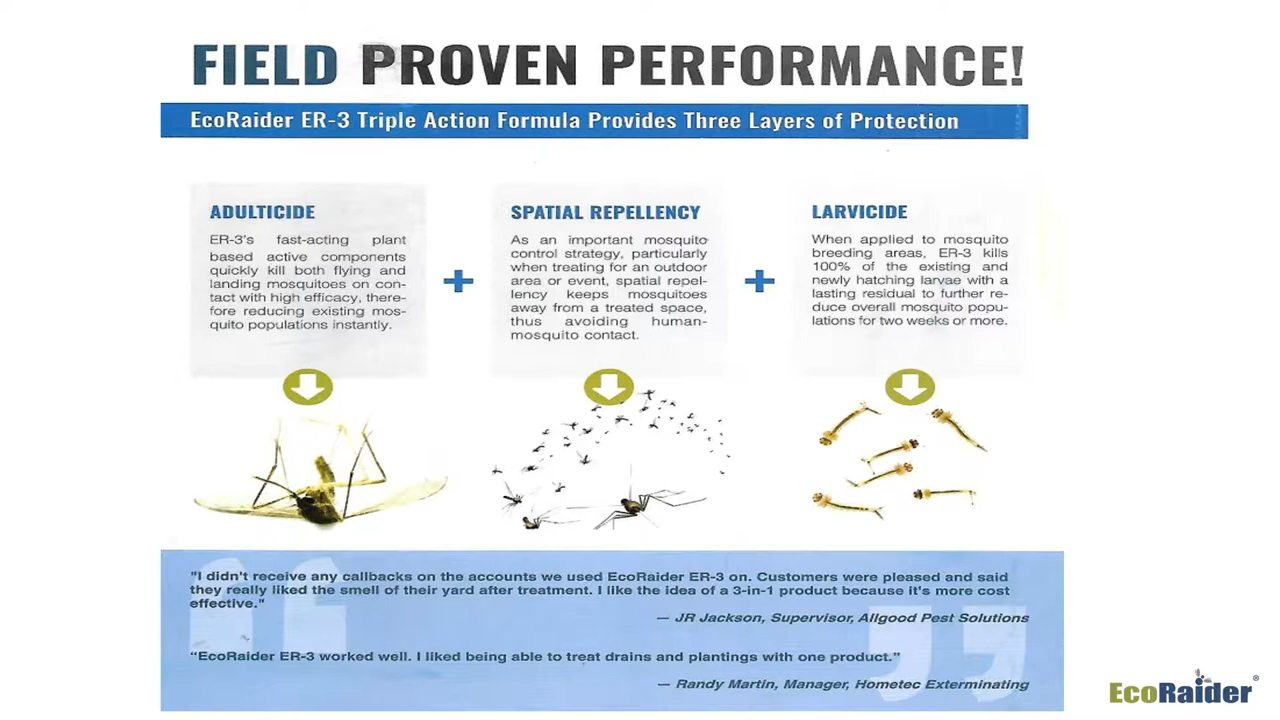 FIELD PROVEN PERFORMANCE!
EcoRaider ER-3 Triple Action Formula Provides Three Layers of Protection
ADULTICIDE
ER-3's fast-acting plant
based active components
quickly kill both flying and
landing mosquitoes on con-
tact with high efficacy, there-
fore reducing existing mos-
quito populations instantly.
+
SPATIAL REPELLENCY
As an important mosquito
control strategy, particularly
when treating for an outdoor
area or event, spatial repel-
lency keeps mosquitoes
away from a treated space,
thus avoiding human-
mosquito contact.
+
LARVICIDE
When applied to mosquito
breeding areas, ER-3 kills
100% of the existing and
newly hatching larvae with a
lasting residual to further re-
duce overall mosquito popu-
lations for two weeks or more.
"I didn't receive any callbacks on the accounts we used EcoRaider ER-3 on. Customers were pleased and said
they really liked the smell of their yard after treatment. I like the idea of a 3-in-1 product because it's more cost
effective."
— JR Jackson, Supervisor, Allgood Pest Solutions
"EcoRaider ER-3 worked well. I liked being able to treat drains and plantings with one product."
— Randy Martin, Manager, Hometec Exterminating
EcoRaider®